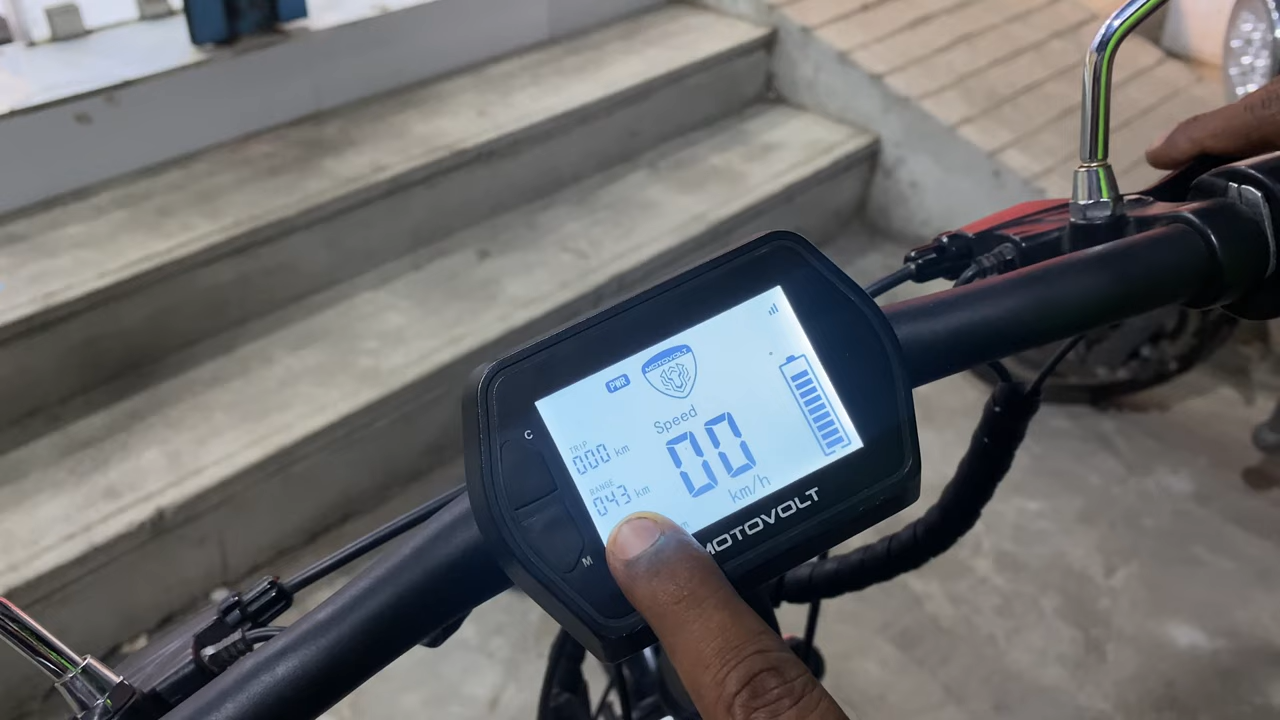 PWR
MOTOVOLT
Speed
00
km/h
TRIP
000 km
RANGE
043 km
C
M
MOTOVOLT